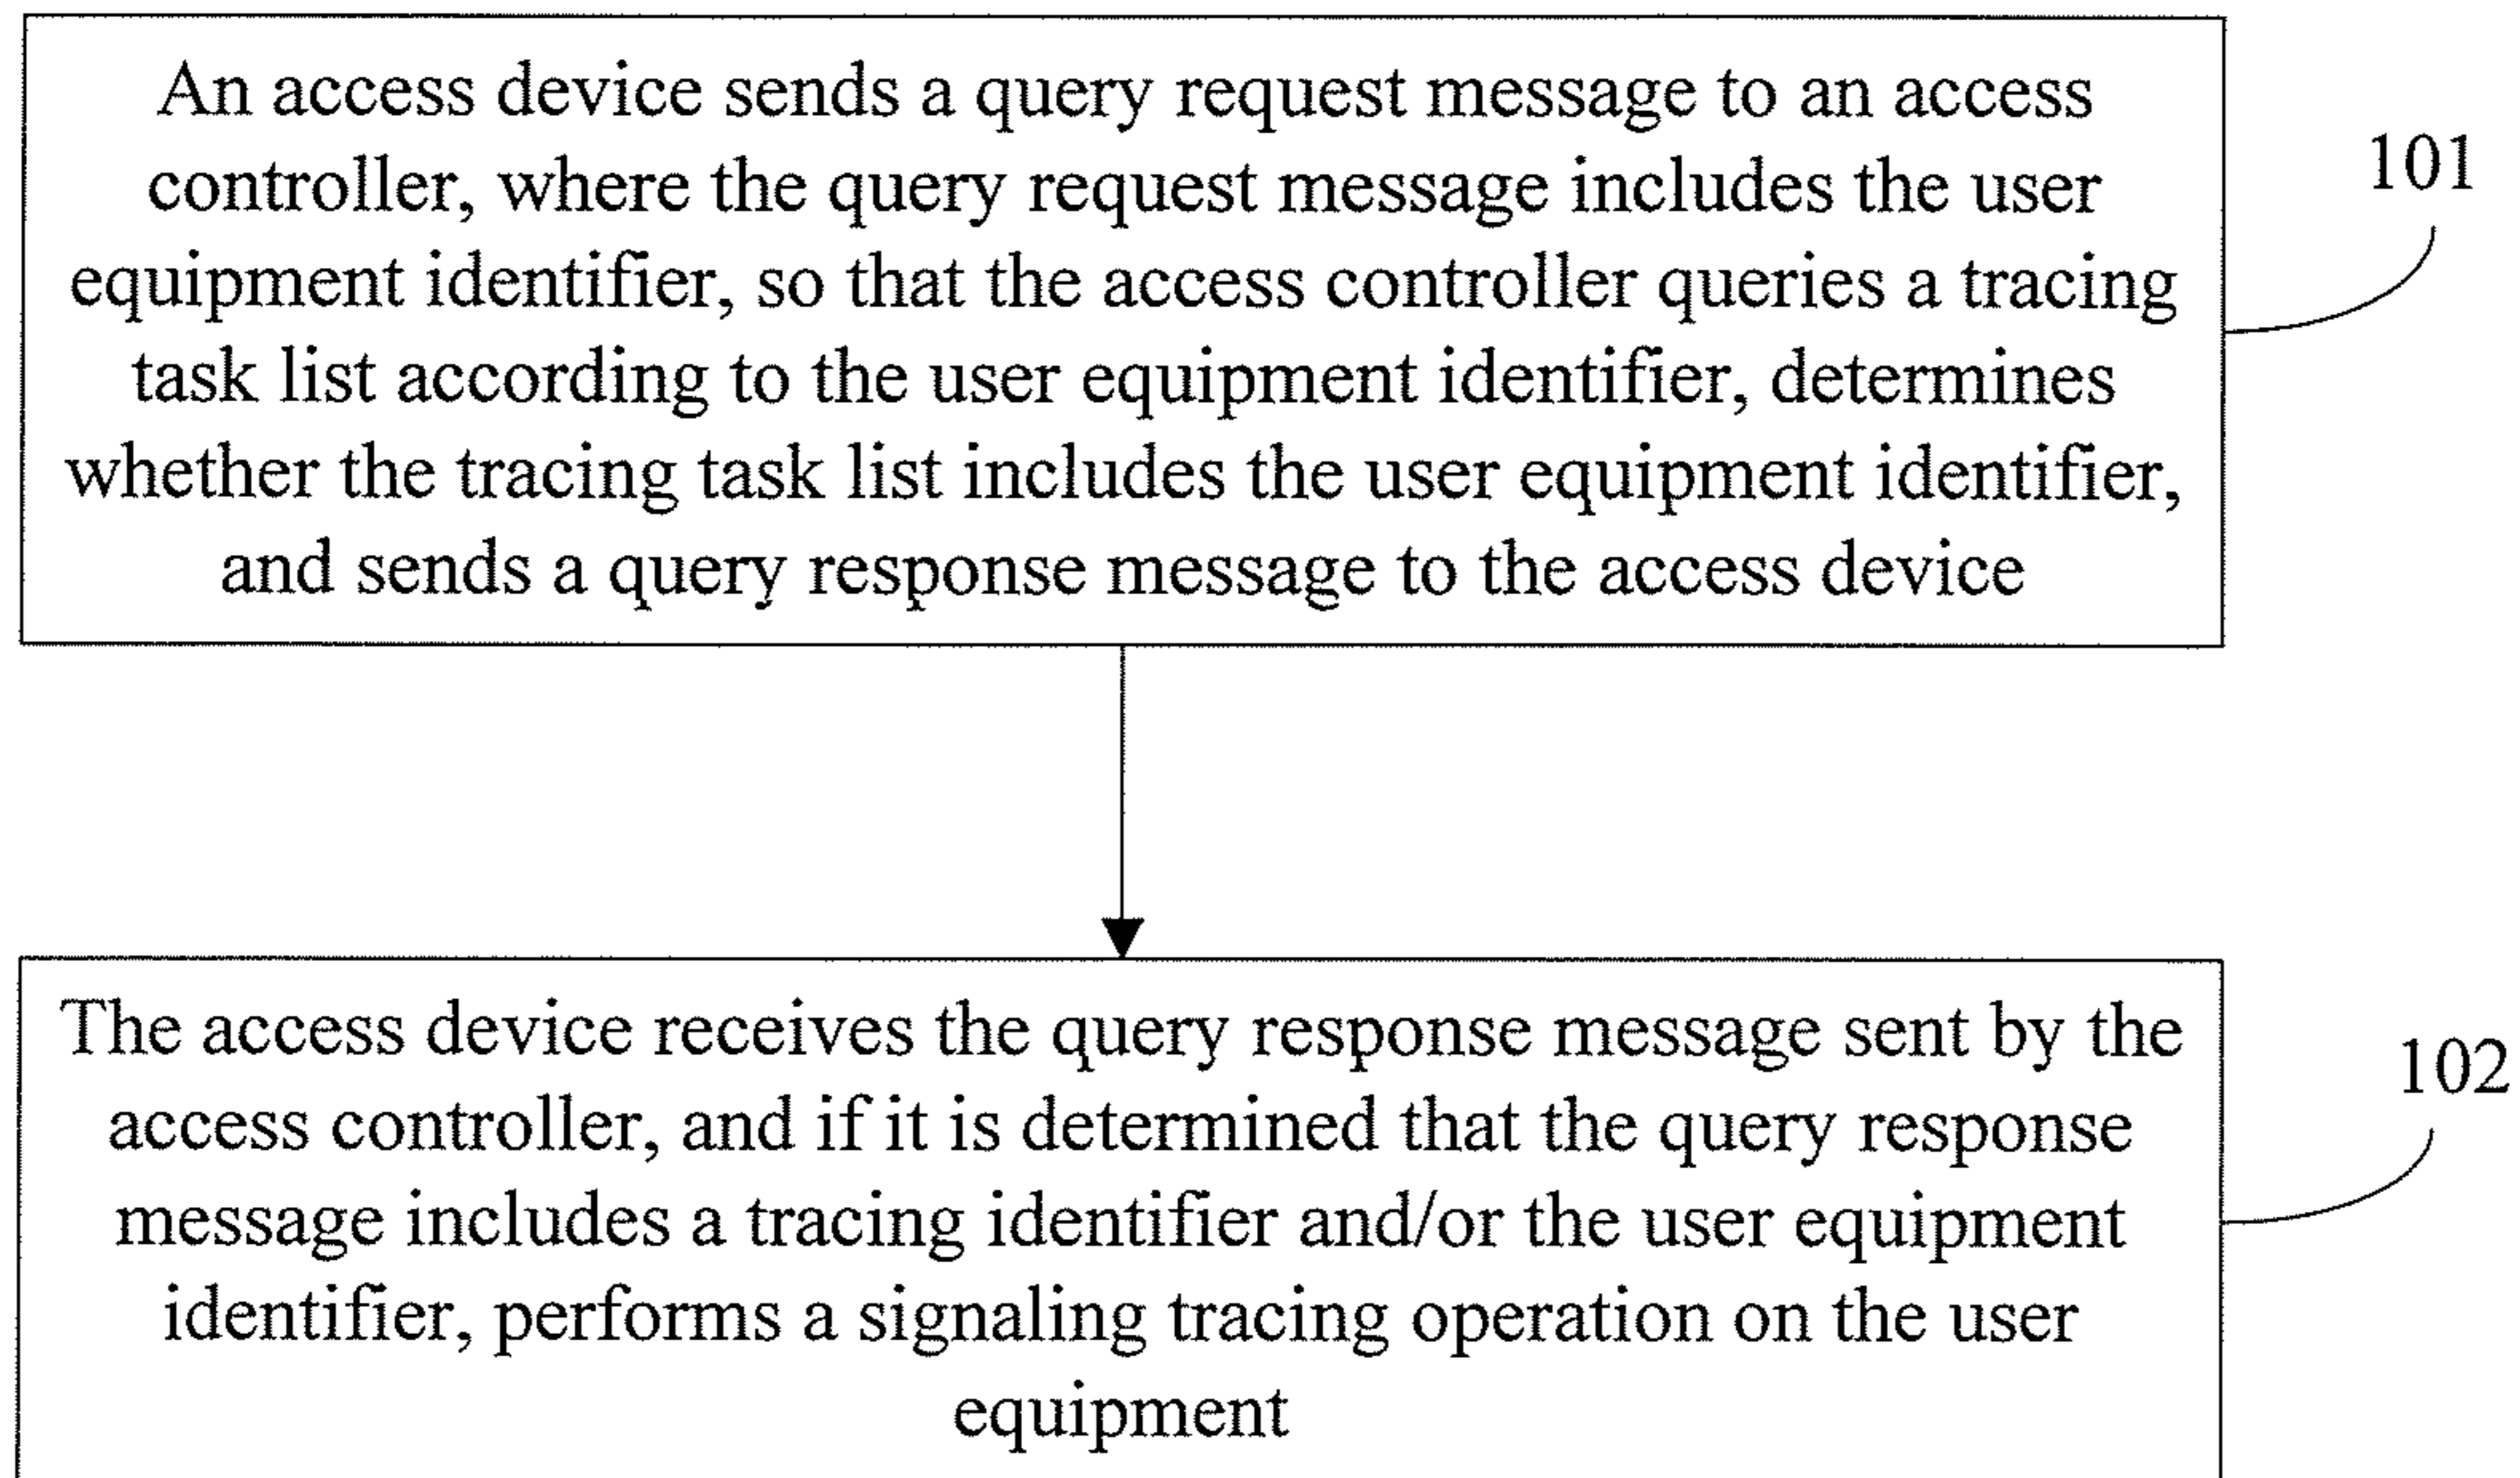 An access device sends a query request message to an access
controller, where the query request message includes the user
equipment identifier, so that the access controller queries a tracing
task list according to the user equipment identifier, determines
whether the tracing task list includes the user equipment identifier,
and sends a query response message to the access device
101
The access device receives the query response message sent by the
access controller, and if it is determined that the query response
message includes a tracing identifier and/or the user equipment
identifier, performs a signaling tracing operation on the user
equipment
102